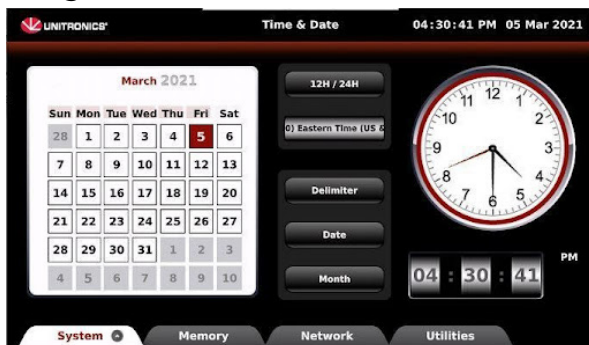 UNITRONICS Time & Date 04:30:41 PM 05 Mar 2021
March 2021
Sun Mon Tue Wed Thu Fri Sat
28 1 2 3 4 5 6
7 8 9 10 11 12 13
14 15 16 17 18 19 20
21 22 23 24 25 26 27
28 29 30 31 1 2 3
4 5 6 7 8 9 10
12H / 24H
0) Eastern Time (US &
Delimiter
Date
Month
12
1
2
3
4
5
6
7
8
9
10
11
04 : 30 : 41 PM
System Memory Network Utilities